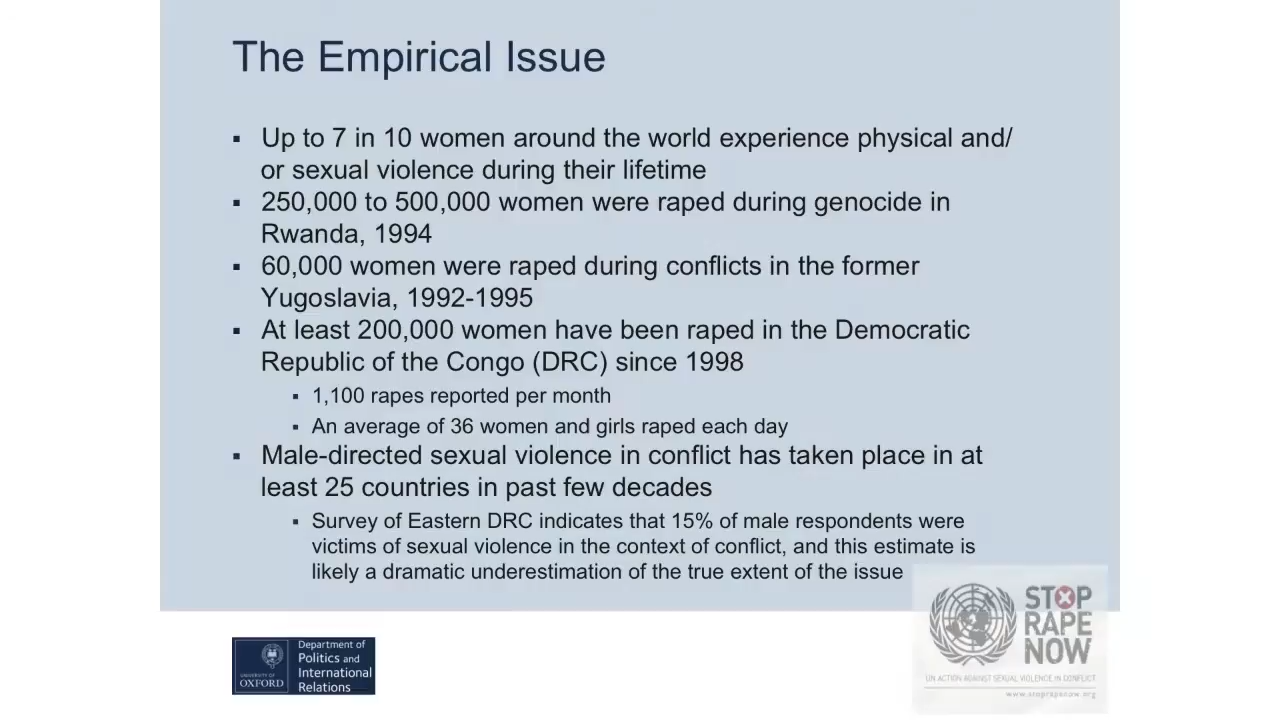 The Empirical Issue
▪ Up to 7 in 10 women around the world experience physical and/
or sexual violence during their lifetime
▪ 250,000 to 500,000 women were raped during genocide in
Rwanda, 1994
▪ 60,000 women were raped during conflicts in the former
Yugoslavia, 1992-1995
▪ At least 200,000 women have been raped in the Democratic
Republic of the Congo (DRC) since 1998
▪ 1,100 rapes reported per month
▪ An average of 36 women and girls raped each day
▪ Male-directed sexual violence in conflict has taken place in at
least 25 countries in past few decades
▪ Survey of Eastern DRC indicates that 15% of male respondents were
victims of sexual violence in the context of conflict, and this estimate is
likely a dramatic underestimation of the true extent of the issue
UNIVERSITY OF
OXFORD
Department of
Politics and
International
Relations
STOP
RAPE
NOW
UN ACTION AGAINST SEXUAL VIOLENCE IN CONFLICT
www.stoprapenow.org